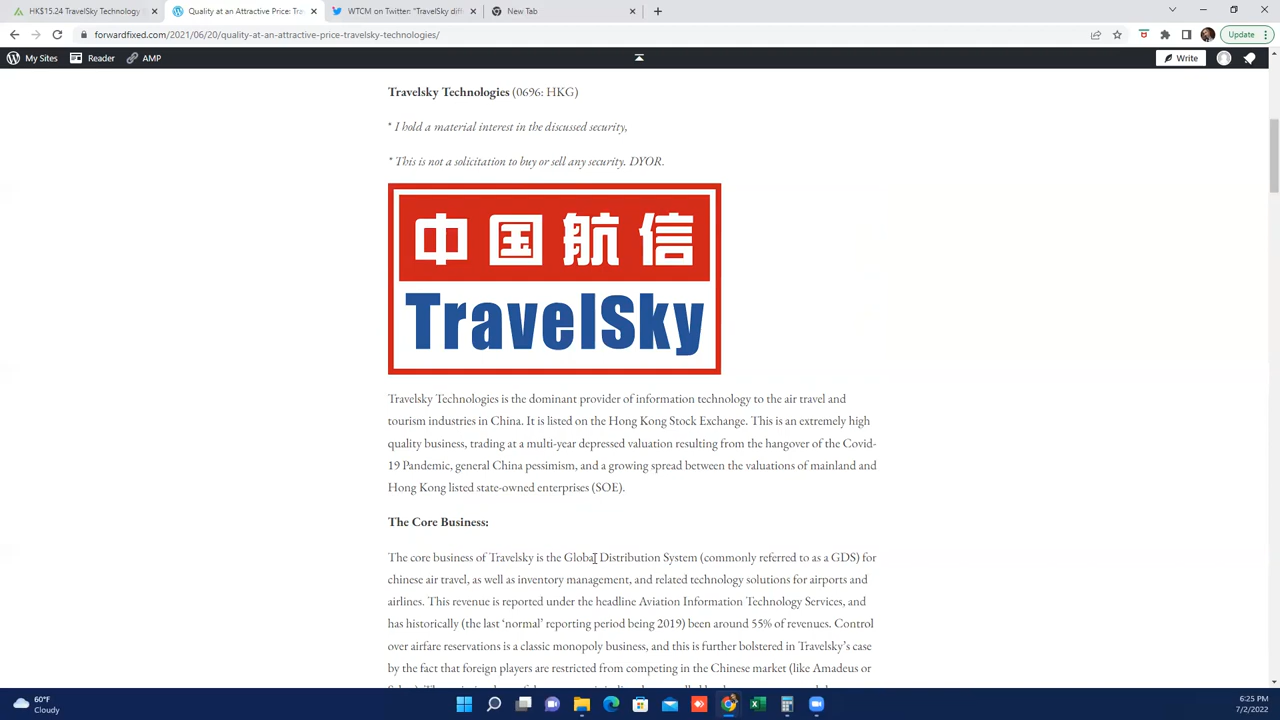 HK$15.24 TravelSky Technology
Quality at an Attractive Price: Tra
WTCM on Twitter: "TravelSky diff
New Tab
forwardfixed.com/2021/06/20/quality-at-an-attractive-price-travelsky-technologies/
Update
My Sites
Reader
AMP
Write
Travelsky Technologies (0696: HKG)
* I hold a material interest in the discussed security,
* This is not a solicitation to buy or sell any security. DYOR.
中国航信
TravelSky
Travelsky Technologies is the dominant provider of information technology to the air travel and
tourism industries in China. It is listed on the Hong Kong Stock Exchange. This is an extremely high
quality business, trading at a multi-year depressed valuation resulting from the hangover of the Covid-
19 Pandemic, general China pessimism, and a growing spread between the valuations of mainland and
Hong Kong listed state-owned enterprises (SOE).
The Core Business:
The core business of Travelsky is the Global Distribution System (commonly referred to as a GDS) for
chinese air travel, as well as inventory management, and related technology solutions for airports and
airlines. This revenue is reported under the headline Aviation Information Technology Services, and
has historically (the last ‘normal’ reporting period being 2019) been around 55% of revenues. Control
over airfare reservations is a classic monopoly business, and this is further bolstered in Travelsky’s case
by the fact that foreign players are restricted from competing in the Chinese market (like Amadeus or
60°F
Cloudy
6:25 PM
7/2/2022